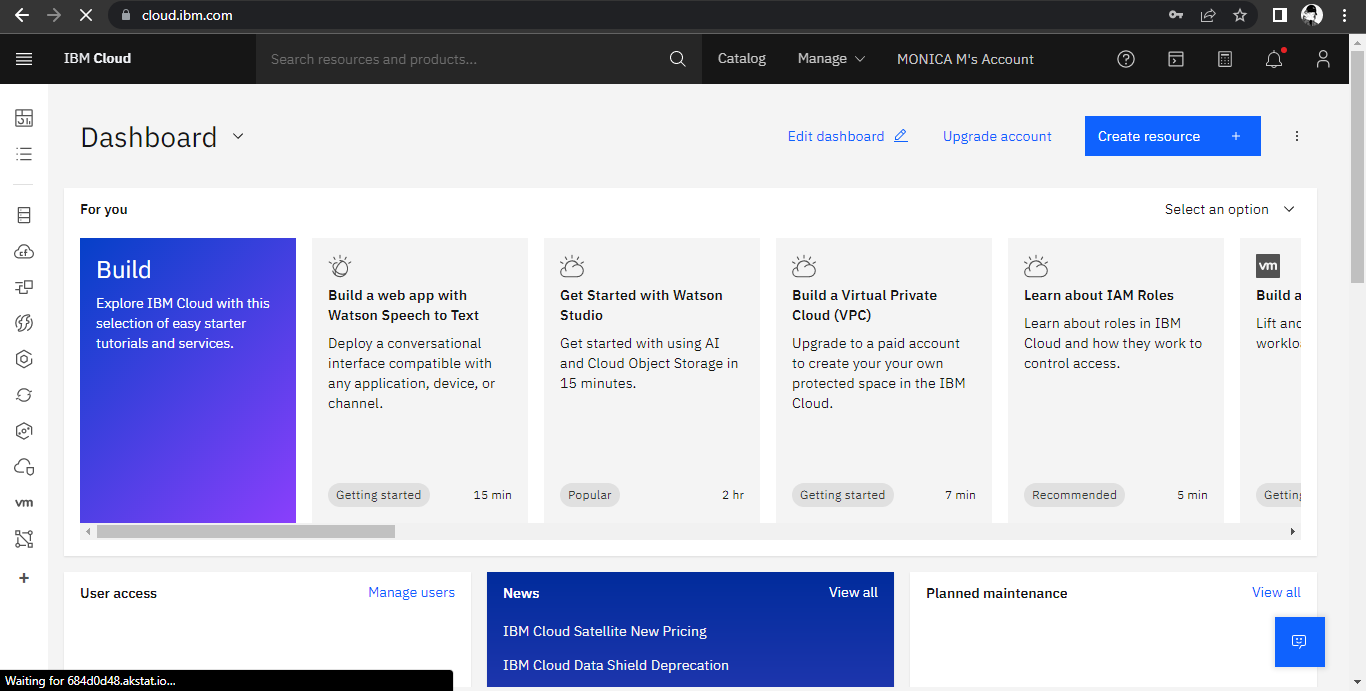 cloud.ibm.com
IBM Cloud
Search resources and products...
Catalog
Manage
MONICA M's Account
Dashboard
Edit dashboard
Upgrade account
Create resource +
For you
Select an option
Build
Explore IBM Cloud with this
selection of easy starter
tutorials and services.
Build a web app with
Watson Speech to Text
Deploy a conversational
interface compatible with
any application, device, or
channel.
Getting started
15 min
Get Started with Watson
Studio
Get started with using AI
and Cloud Object Storage in
15 minutes.
Popular
2 hr
Build a Virtual Private
Cloud (VPC)
Upgrade to a paid account
to create your your own
protected space in the IBM
Cloud.
Getting started
7 min
Learn about IAM Roles
Learn about roles in IBM
Cloud and how they work to
control access.
Recommended
5 min
vm
Build a
Lift and
worklo
Getting
cf
vm
+
User access
Manage users
News
View all
IBM Cloud Satellite New Pricing
IBM Cloud Data Shield Deprecation
Planned maintenance
View all
Waiting for 684d0d48.akstat.io...